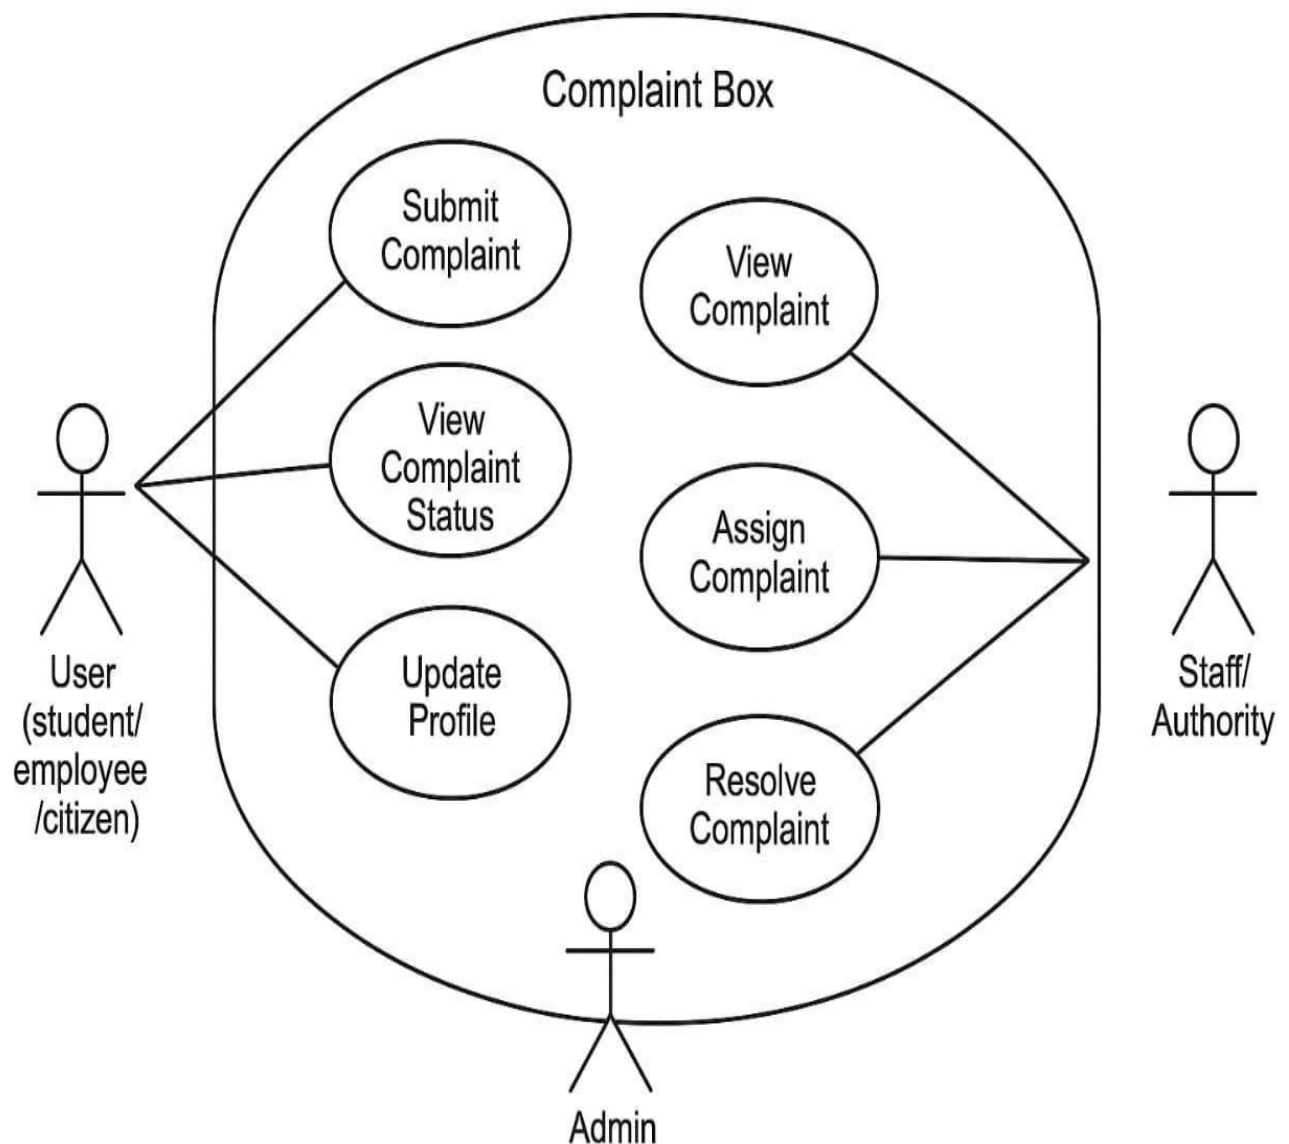 Complaint Box
Submit
Complaint
View
Complaint
Status
Update
Profile
View
Complaint
Assign
Complaint
Resolve
Complaint
User
(student/
employee
/citizen)
Staff/
Authority
Admin